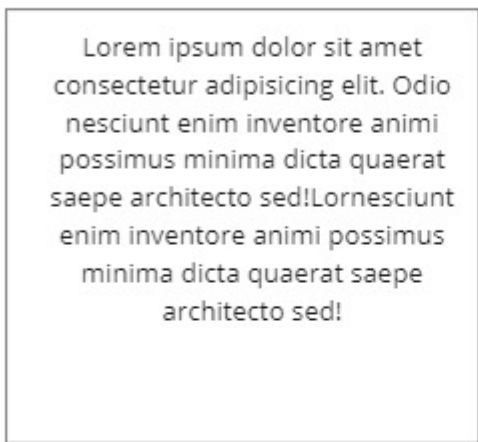 Lorem ipsum dolor sit amet
consectetur adipisicing elit. Odio
nesciunt enim inventore animi
possimus minima dicta quaerat
saepe architecto sed!Lornesciunt
enim inventore animi possimus
minima dicta quaerat saepe
architecto sed!